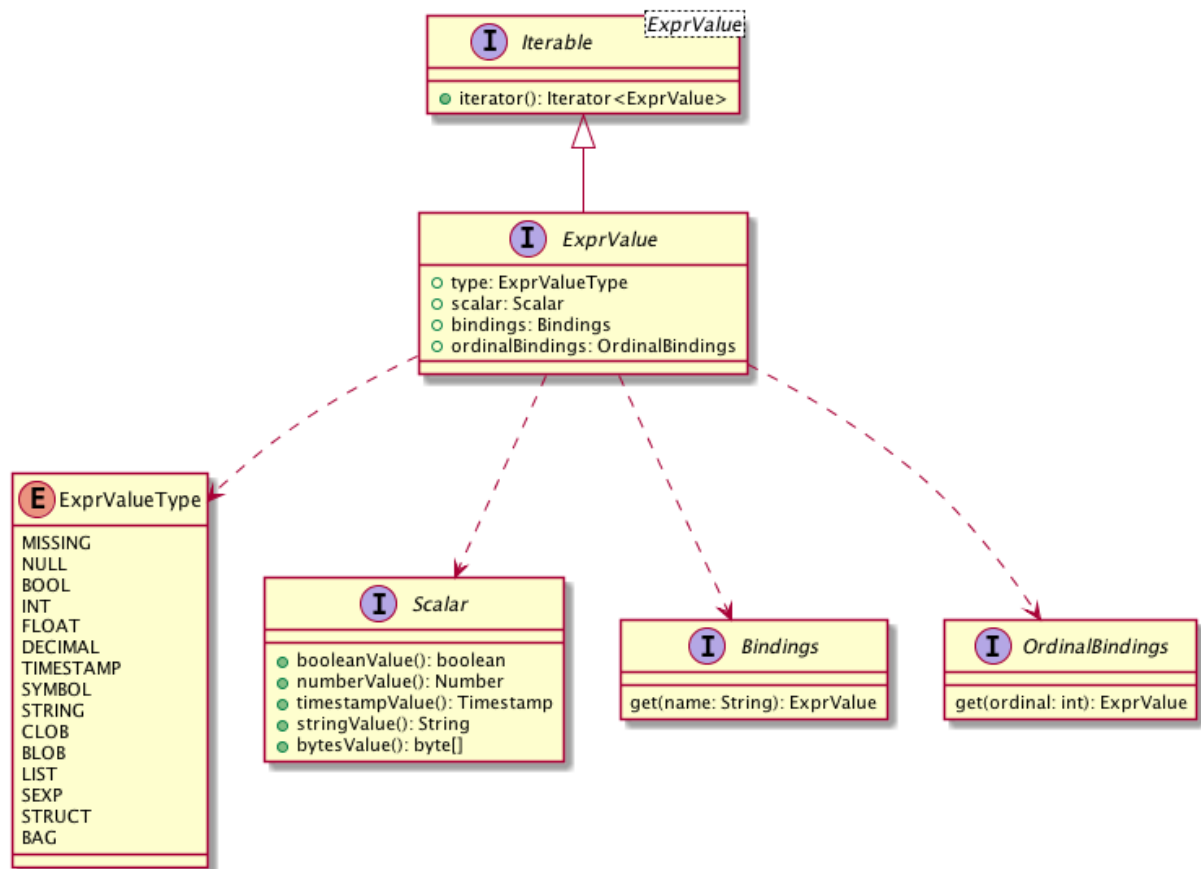 ExprValue
I Iterable
iterator(): Iterator<ExprValue>
I ExprValue
type: ExprValueType
scalar: Scalar
bindings: Bindings
ordinalBindings: OrdinalBindings
E ExprValueType
MISSING
NULL
BOOL
INT
FLOAT
DECIMAL
TIMESTAMP
SYMBOL
STRING
CLOB
BLOB
LIST
SEXP
STRUCT
BAG
I Scalar
booleanValue(): boolean
numberValue(): Number
timestampValue(): Timestamp
stringValue(): String
bytesValue(): byte[]
I Bindings
get(name: String): ExprValue
I OrdinalBindings
get(ordinal: int): ExprValue